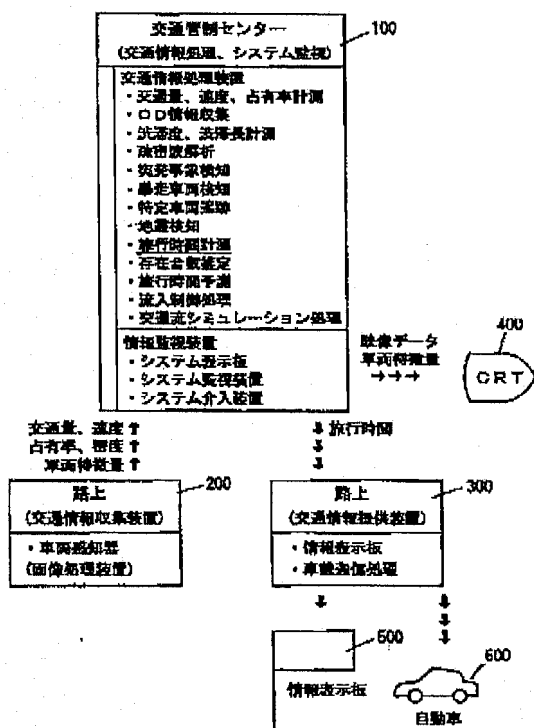 交通管制センター
100
(交通情報処理、システム監視)
交通情報処理装置
・交通量、速度、占有率計測
・OD情報収集
・渋滞度、渋滞長計測
・疎密波解析
・突発事象検知
・暴走車両検知
・特定車両追跡
・地震検知
・旅行時間計測
・存在台数推定
・旅行時間予測
・流入制御処理
・交通流シミュレーション処理
情報監視装置
・システム表示板
・システム監視装置
・システム介入装置
映像データ
車両特徴量
→→→
400
CRT
交通量、速度↑
占有率、密度↑
車両特徴量↑
↓旅行時間
↓
↓
200
路上
(交通情報収集装置)
・車両感知器
(画像処理装置)
300
路上
(交通情報提供装置)
・情報表示板
・車載通信処理
500
情報表示板
600
自動車